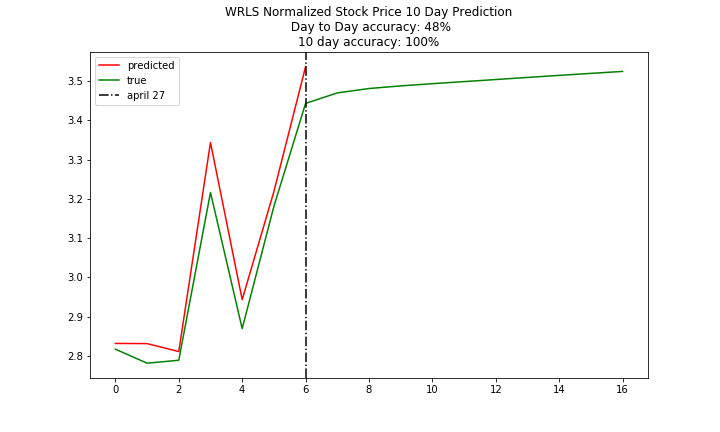 WRLS Normalized Stock Price 10 Day Prediction
Day to Day accuracy: 48%
10 day accuracy: 100%
predicted
true
april 27
3.5
3.4
3.3
3.2
3.1
3.0
2.9
2.8
0 2 4 6 8 10 12 14 16